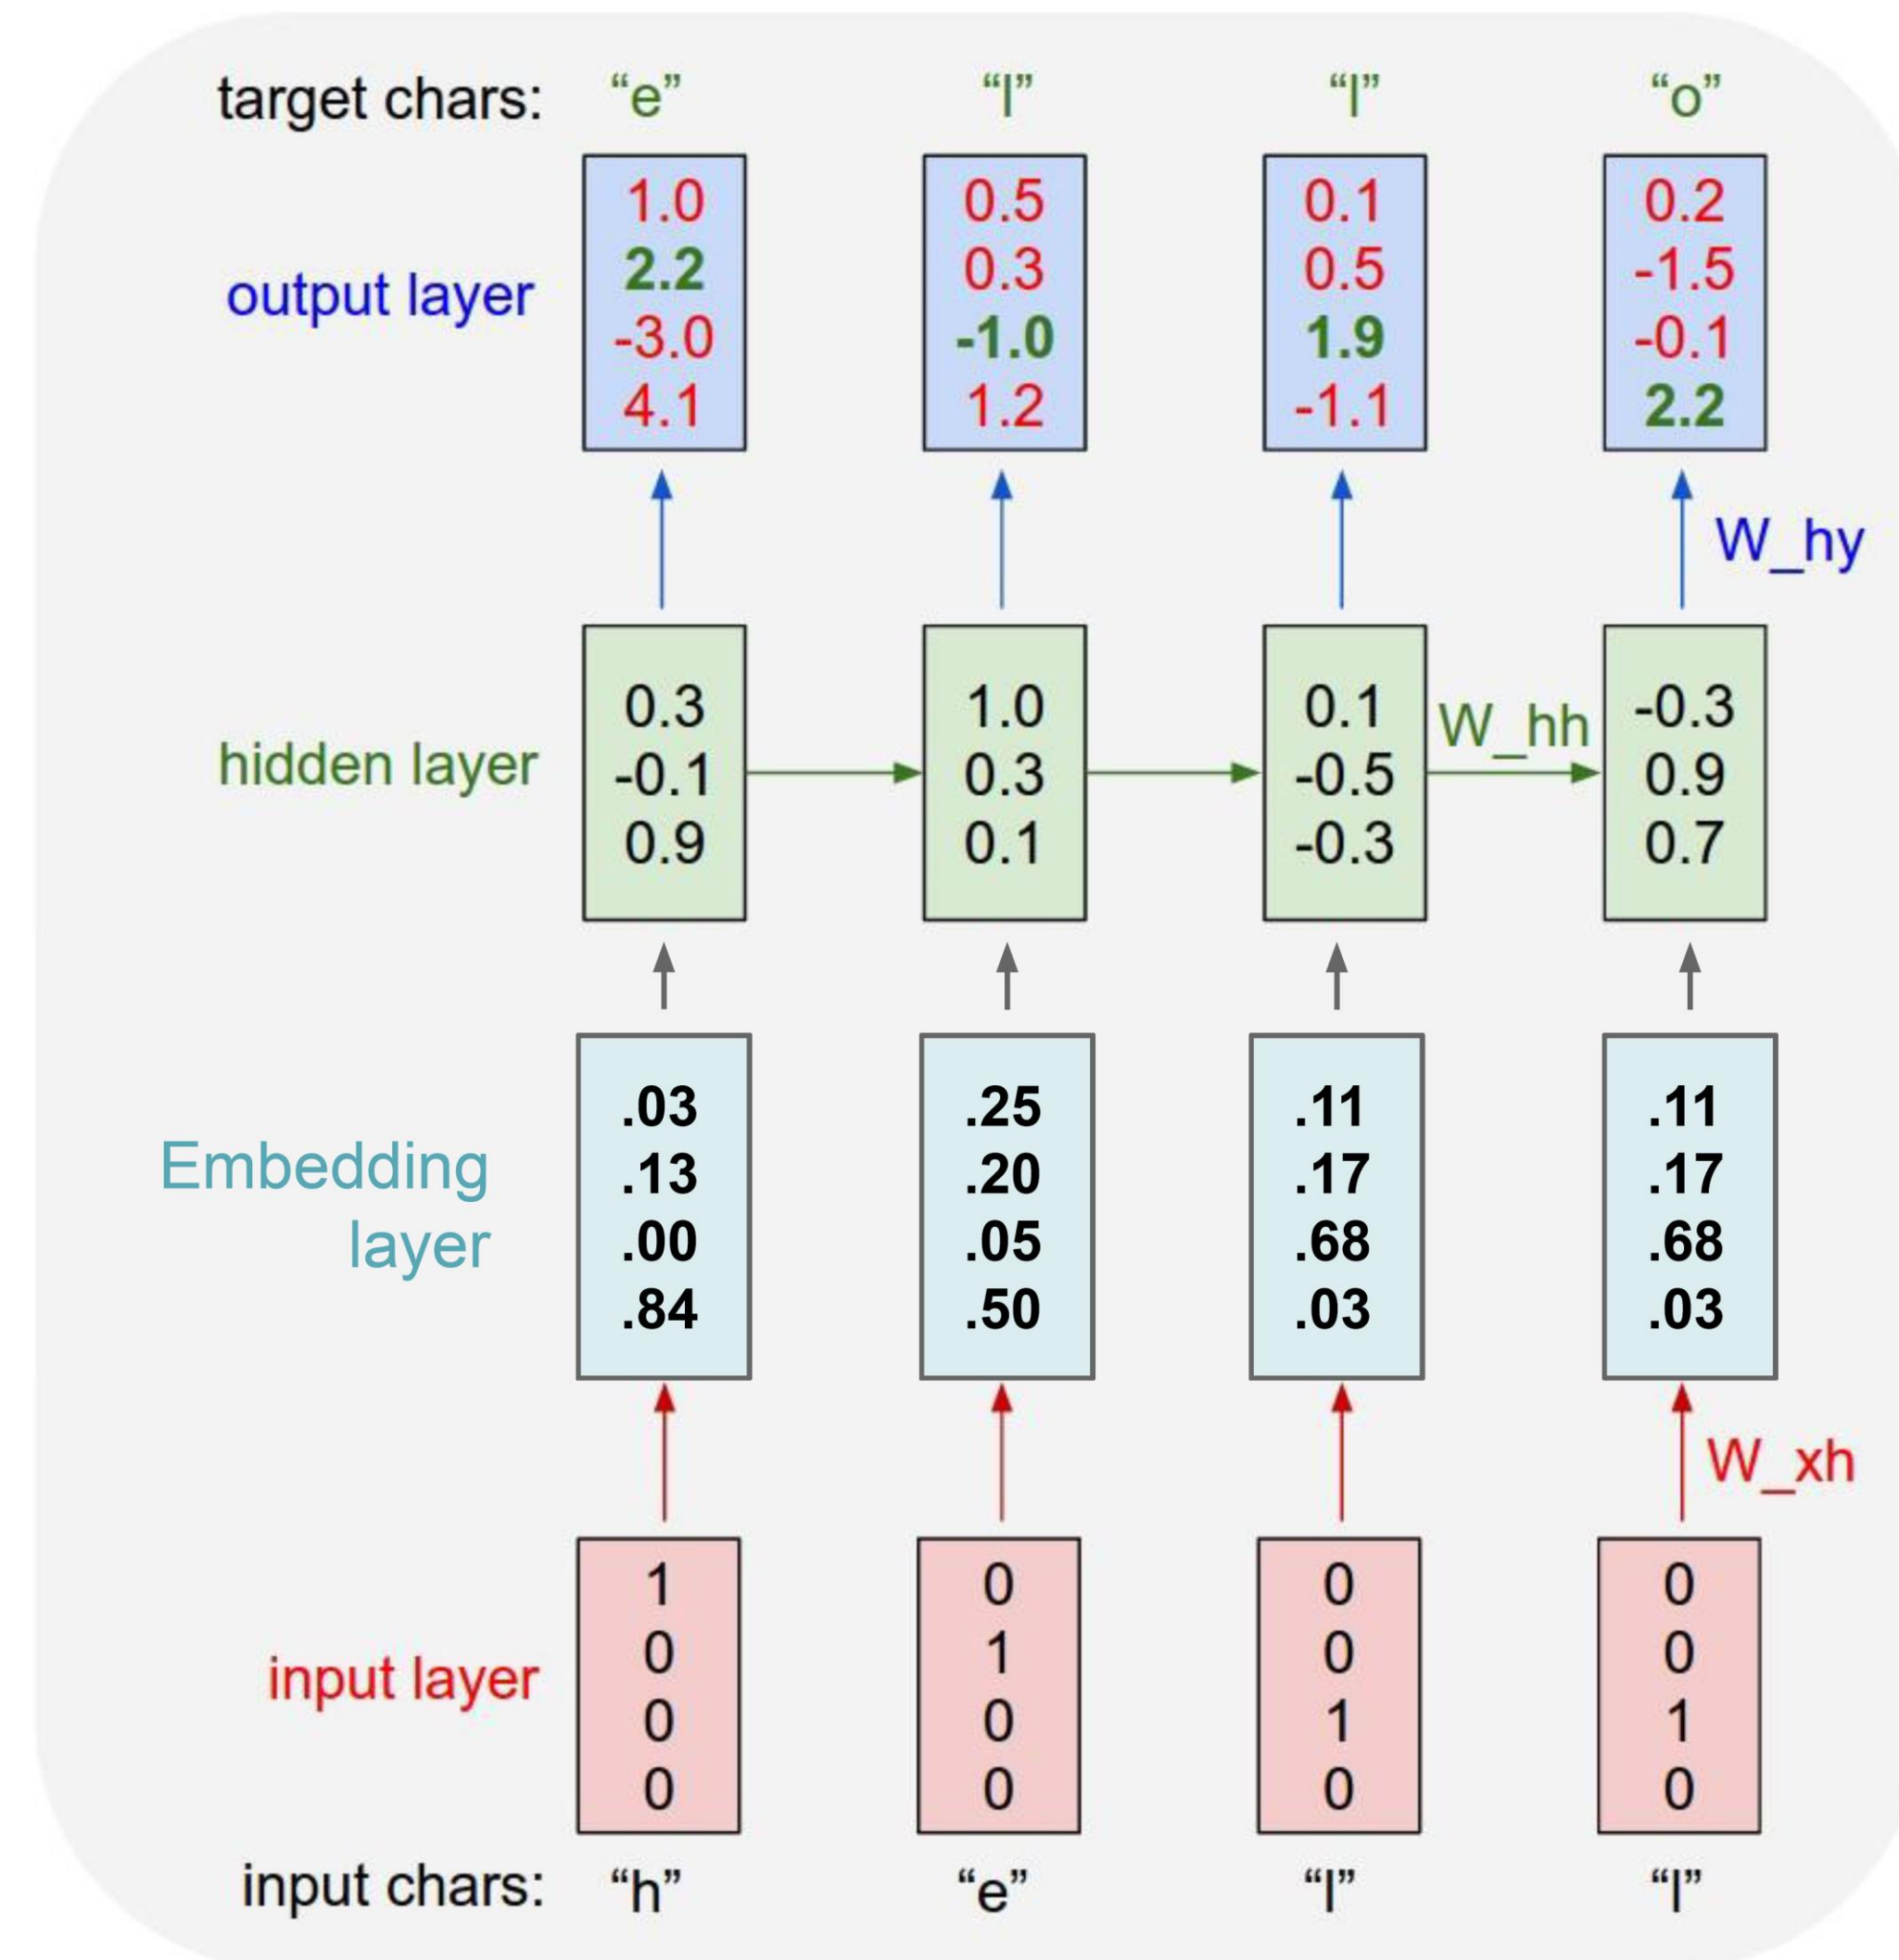 target chars: “e” “l” “l” “o”
1.0 0.5 0.1 0.2
2.2 0.3 0.5 -1.5
output layer
-3.0 -1.0 1.9 -0.1
4.1 1.2 -1.1 2.2
W_hy
0.3 1.0 0.1 -0.3
W_hh
hidden layer -0.1 0.3 -0.5 0.9
0.9 0.1 -0.3 0.7
.03 .25 .11 .11
Embedding .13 .20 .17 .17
layer .00 .05 .68 .68
.84 .50 .03 .03
W_xh
1 0 0 0
0 1 0 0
input layer
0 0 1 1
0 0 0 0
input chars: “h” “e” “l” “l”